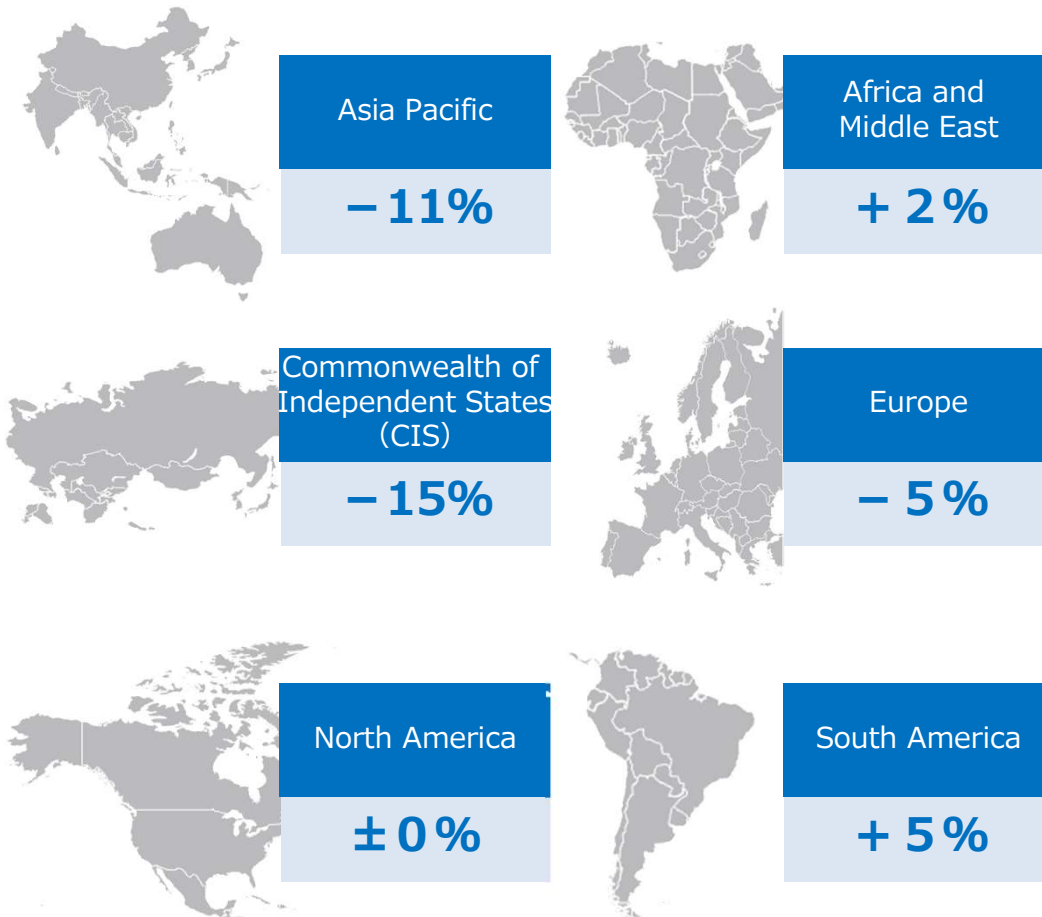 Asia Pacific
－11%
Africa and
Middle East
＋2%
Commonwealth of
Independent States
（CIS）
－15%
Europe
－5%
North America
±0%
South America
＋5%